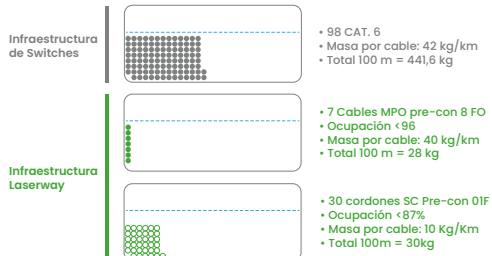 Infraestructura
de Switches
• 98 CAT. 6
• Masa por cable: 42 kg/km
• Total 100 m = 441,6 kg
Infraestructura
Laserway
• 7 Cables MPO pre-con 8 FO
• Ocupación <96
• Masa por cable: 40 kg/km
• Total 100 m = 28 kg
• 30 cordones SC Pre-con 01F
• Ocupación <87%
• Masa por cable: 10 Kg/Km
• Total 100m = 30kg